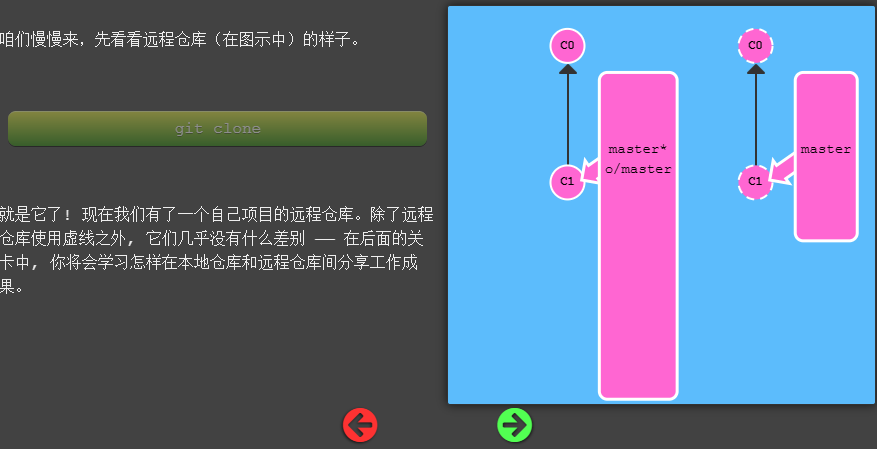 咱们慢慢来，先看看远程仓库（在图示中）的样子。
git clone
就是它了! 现在我们有了一个自己项目的远程仓库。除了远程
仓库使用虚线之外, 它们几乎没有什么差别 —— 在后面的关
卡中, 你将会学习怎样在本地仓库和远程仓库间分享工作成
果。
C0
C1
master*
o/master
C0
C1
master